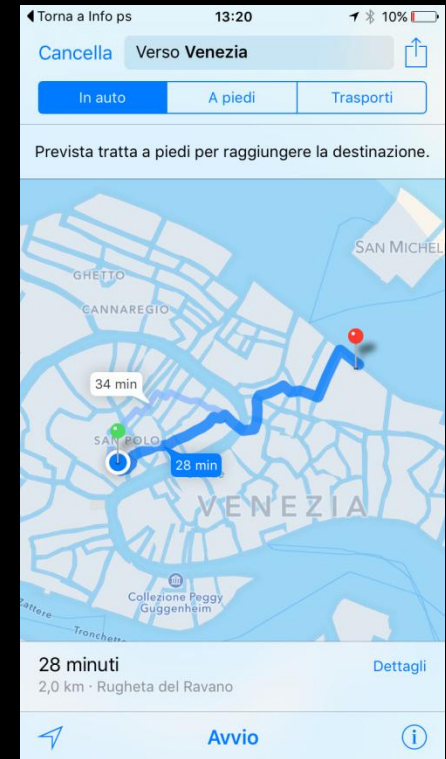 Torna a Info ps 13:20 10%
Cancella Verso Venezia
In auto A piedi Trasporti
Prevista tratta a piedi per raggiungere la destinazione.
SAN MICHEL
GHETTO
CANNAREGIO
34 min
SAN POLO
28 min
VENEZIA
Collezione Peggy
Guggenheim
Zattere
Tronchetto
28 minuti Dettagli
2,0 km · Rugheta del Ravano
Avvio